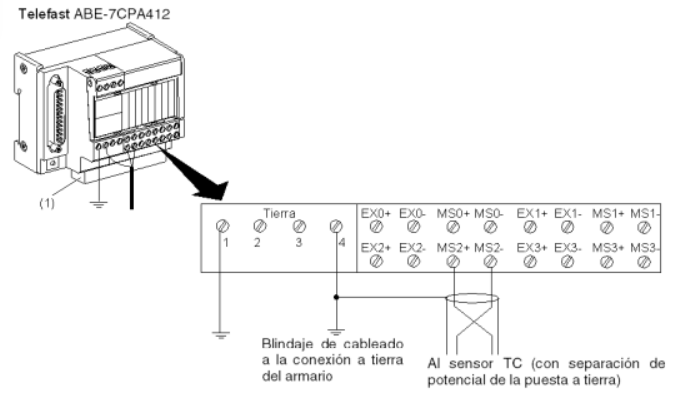 Telefast ABE-7CPA412
(1)
Tierra
1 2 3 4
EX0+ EX0- MS0+ MS0- EX1+ EX1- MS1+ MS1-
EX2+ EX2- MS2+ MS2- EX3+ EX3- MS3+ MS3-
Blindaje de cableado
a la conexión a tierra
del armario
Al sensor TC (con separación de
potencial de la puesta a tierra)